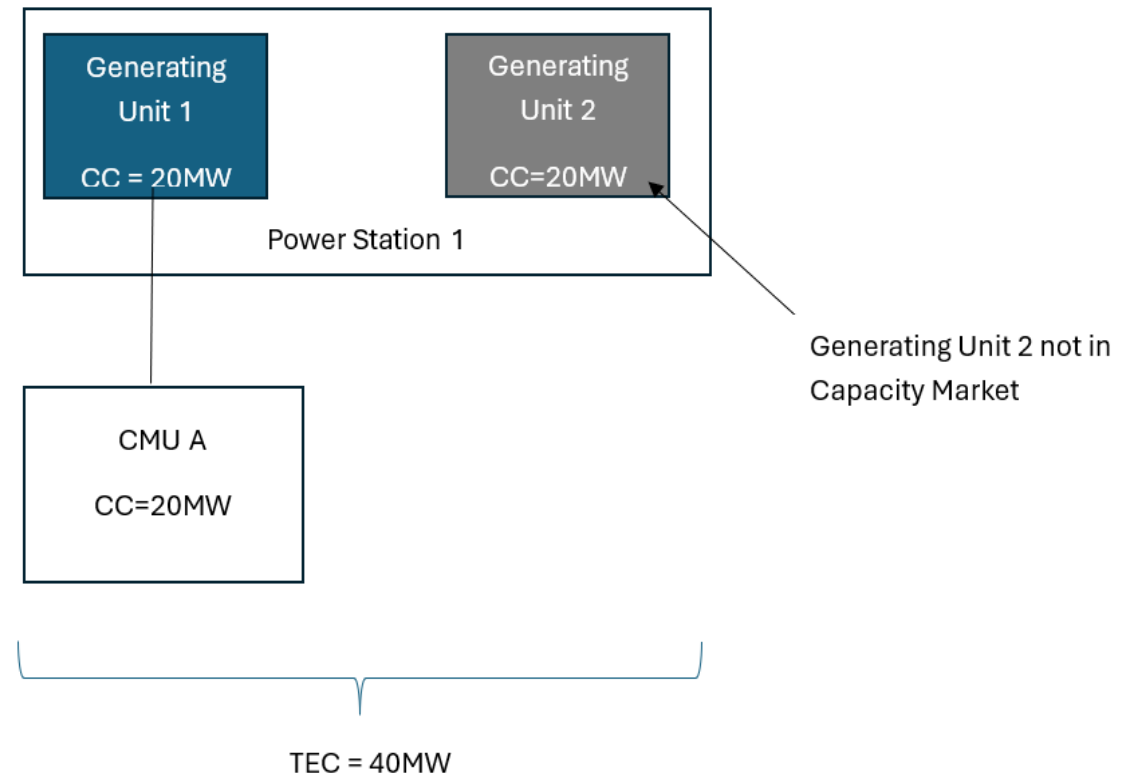 Generating
Unit 1
CC = 20MW
Generating
Unit 2
CC=20MW
Power Station 1
Generating Unit 2 not in
Capacity Market
CMU A
CC=20MW
TEC = 40MW